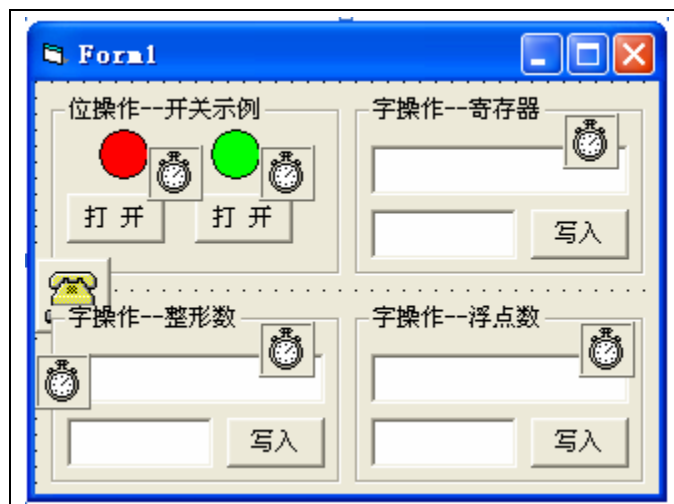 Form1
位操作--开关示例
字操作--寄存器
打 开
打 开
写入
字操作--整形数
字操作--浮点数
写入
写入